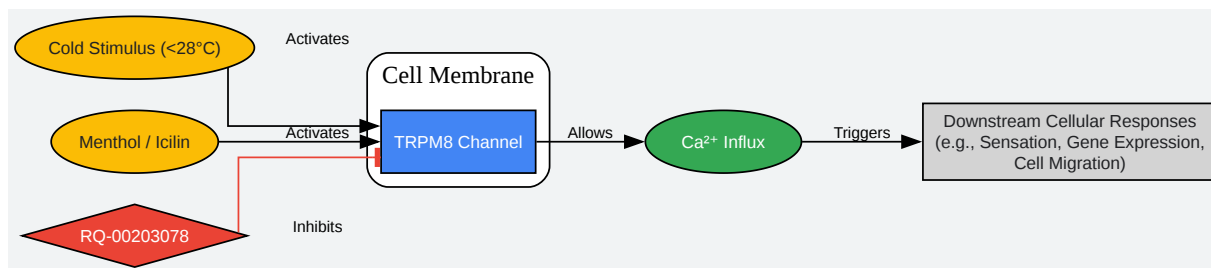 Cold Stimulus (<28°C)
Activates
Cell Membrane
Menthol / Icilin
Activates
TRPM8 Channel
Allows
Ca²⁺ Influx
Triggers
Downstream Cellular Responses
(e.g., Sensation, Gene Expression,
Cell Migration)
RQ-00203078
Inhibits